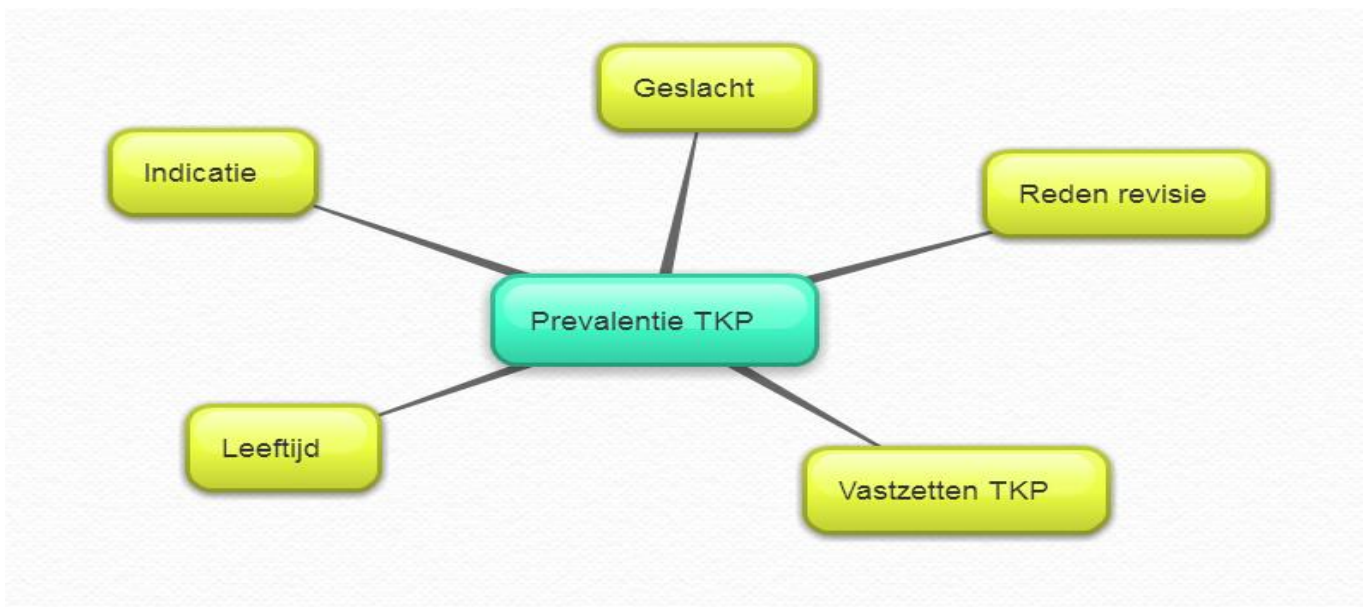 Geslacht
Indicatie
Reden revisie
Prevalentie TKP
Leeftijd
Vastzetten TKP